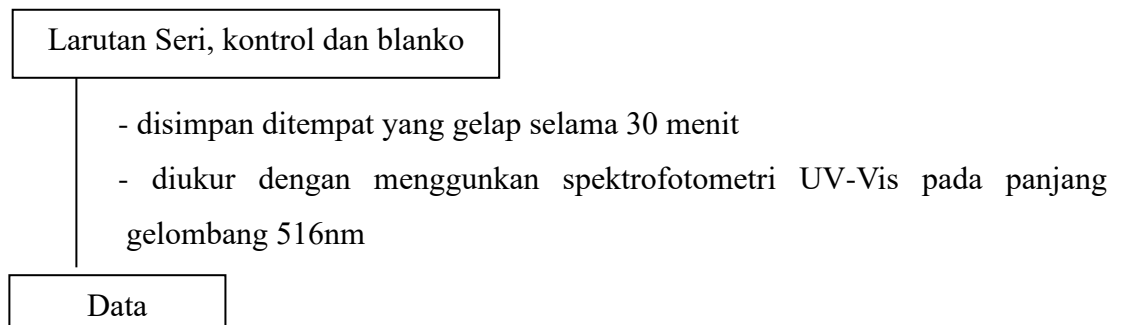 Larutan Seri, kontrol dan blanko
- disimpan ditempat yang gelap selama 30 menit
- diukur dengan menggunkan spektrofotometri UV-Vis pada panjang
gelombang 516nm
Data